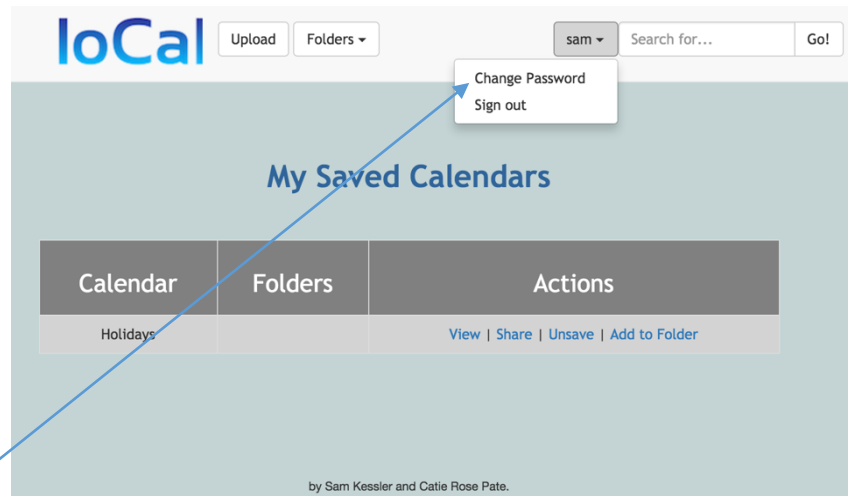 loCal Upload Folders sam Search for... Go!
Change Password
Sign out
My Saved Calendars
Calendar Folders Actions
Holidays View | Share | Unsave | Add to Folder
by Sam Kessler and Catie Rose Pate.